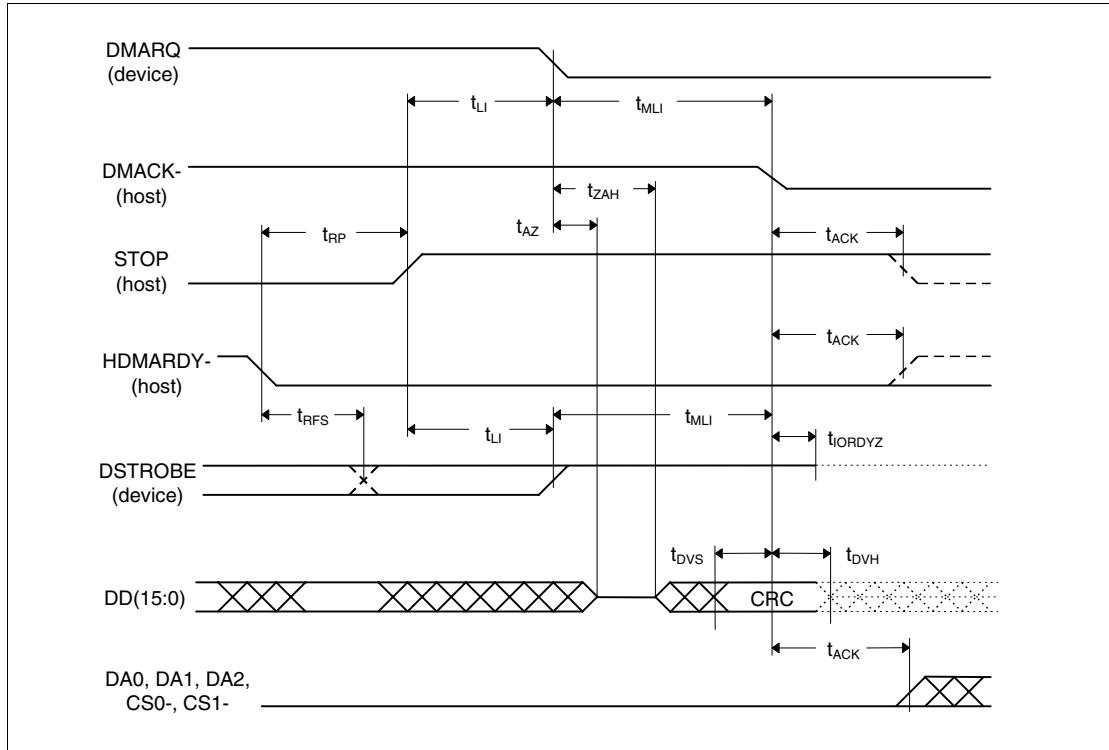 DMARQ
(device)
tLI
tMLI
DMACK-
(host)
tZAH
tAZ
tRP
tACK
STOP
(host)
tACK
HDMARDY-
(host)
tRFS
tLI
tMLI
tIORDYZ
DSTROBE
(device)
tDVS
tDVH
DD(15:0)
CRC
tACK
DA0, DA1, DA2,
CS0-, CS1-